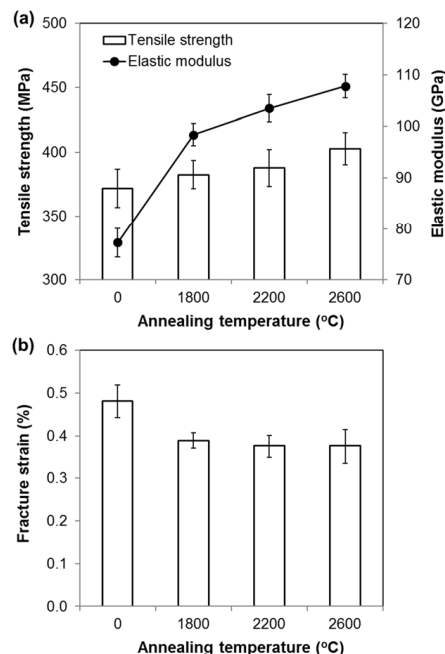 (a)
500
450
400
350
300
Tensile strength (MPa)
Tensile strength
Elastic modulus
120
110
100
90
80
70
Elastic modulus (GPa)
0 1800 2200 2600
Annealing temperature (ºC)
(b)
0.6
0.5
0.4
0.3
0.2
0.1
0.0
Fracture strain (%)
0 1800 2200 2600
Annealing temperature (ºC)